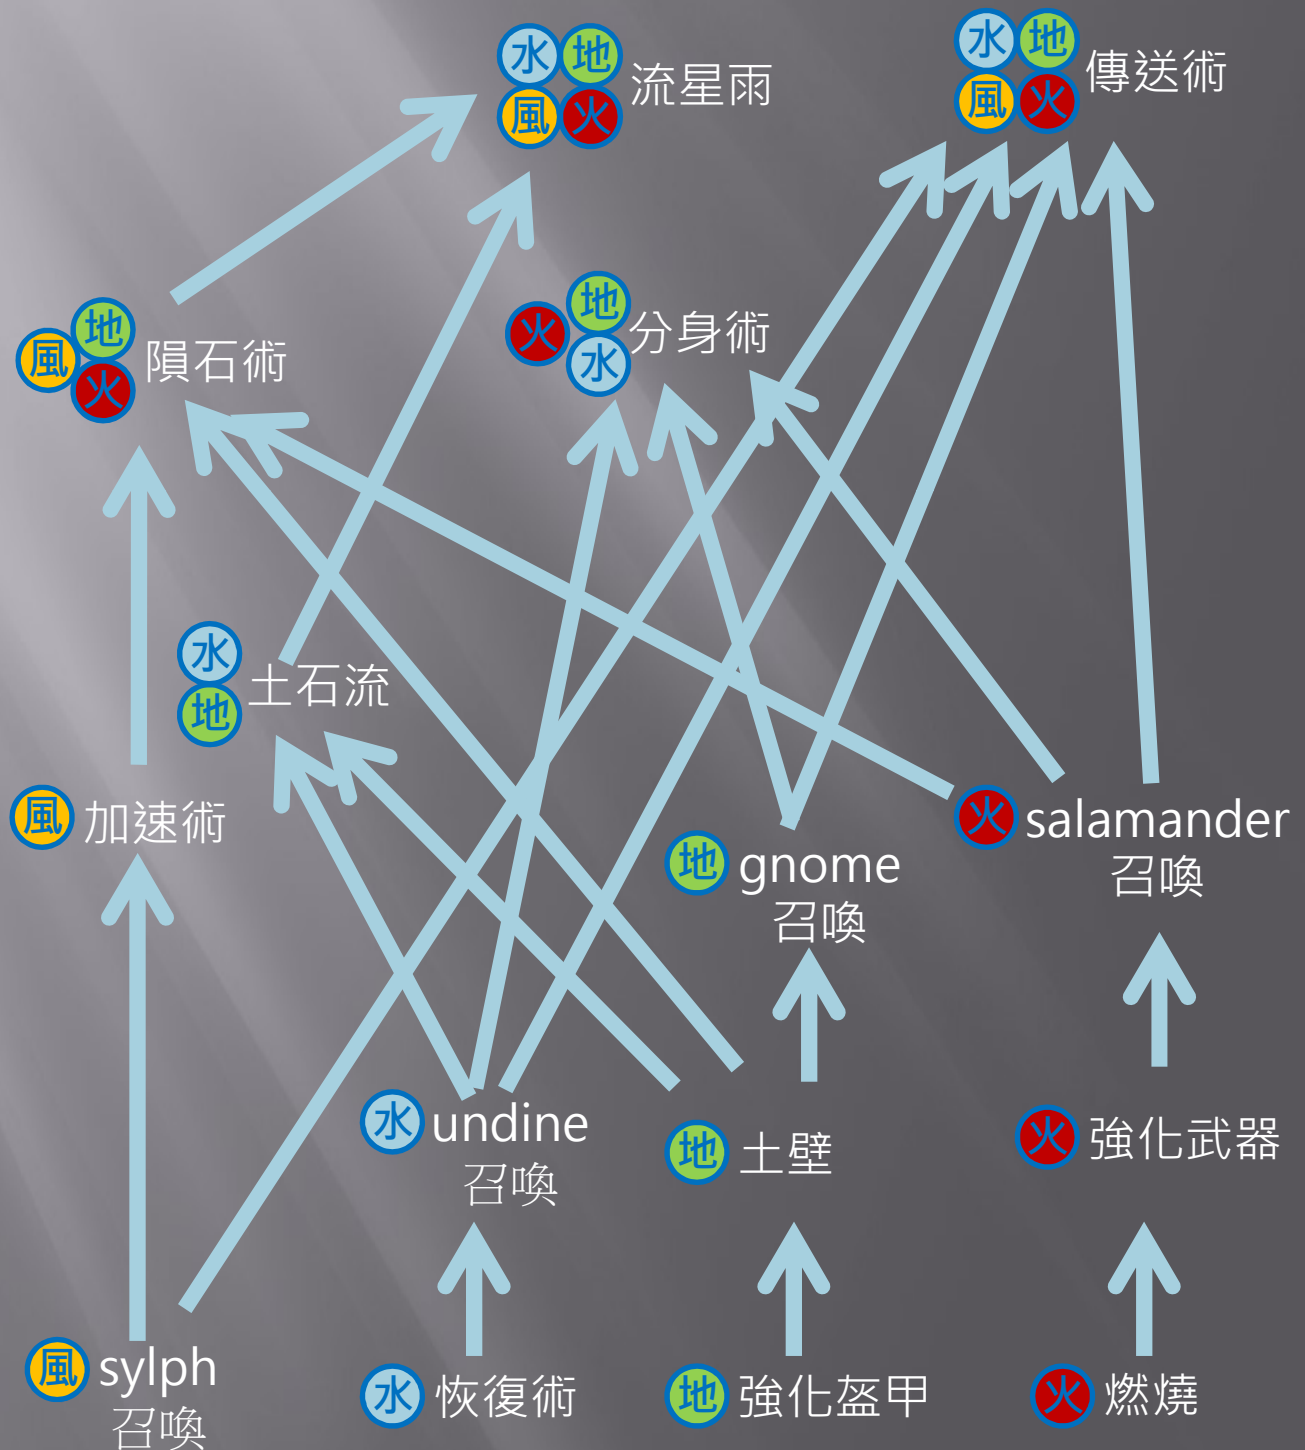 水 地
風 火
流星雨
水 地
風 火
傳送術
地
風
火
隕石術
地
火
水
分身術
水
地
土石流
風 加速術
地 gnome
召喚
火 salamander
召喚
水 undine
召喚
地 土壁
火 強化武器
風 sylph
召喚
水 恢復術
地 強化盔甲
火 燃燒